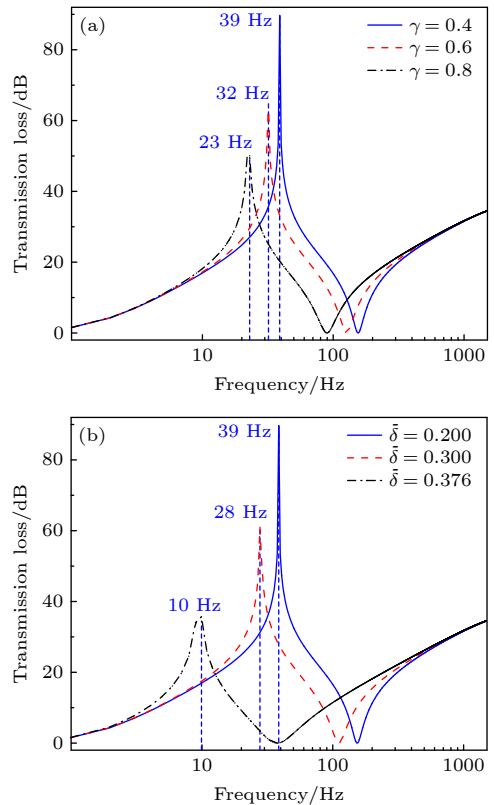 (a)
39 Hz
γ = 0.4
γ = 0.6
γ = 0.8
32 Hz
23 Hz
80
60
40
20
0
Transmission loss/dB
10
100
1000
Frequency/Hz
(b)
39 Hz
δ̄ = 0.200
δ̄ = 0.300
δ̄ = 0.376
28 Hz
10 Hz
80
60
40
20
0
Transmission loss/dB
10
100
1000
Frequency/Hz